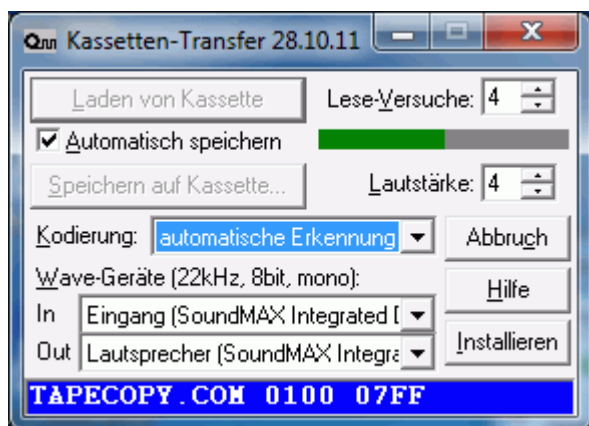 Qmm Kassetten-Transfer 28.10.11
Laden von Kassette Lese-Versuche: 4
Automatisch speichern
Speichern auf Kassette... Lautstärke: 4
Kodierung: automatische Erkennung Abbruch
Wave-Geräte (22kHz, 8bit, mono): Hilfe
In Eingang (SoundMAX Integrated D
Out Lautsprecher (SoundMAX Integra Installieren
TAPECOPY.COM 0100 07FF